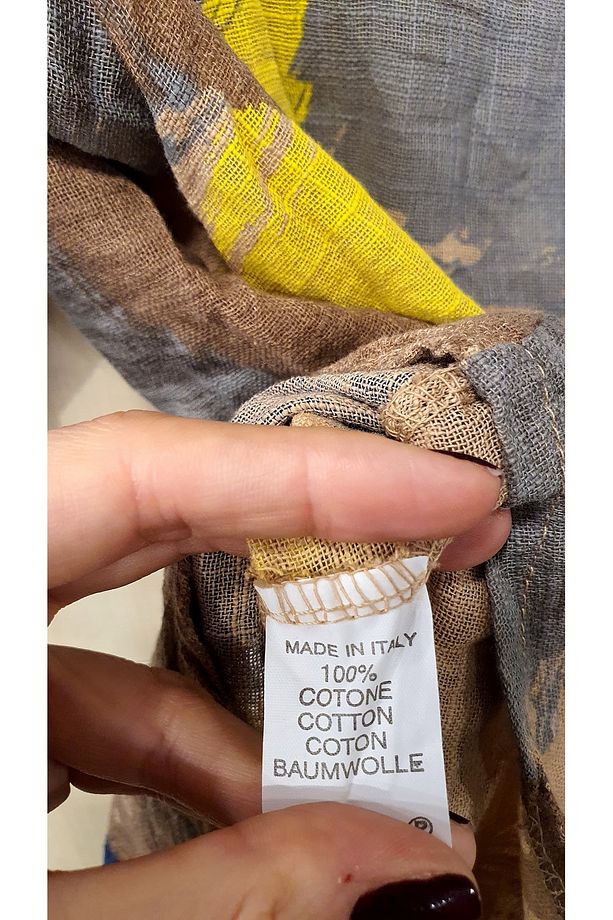 MADE IN ITALY
100%
COTONE
COTTON
COTON
BAUMWOLLE
®